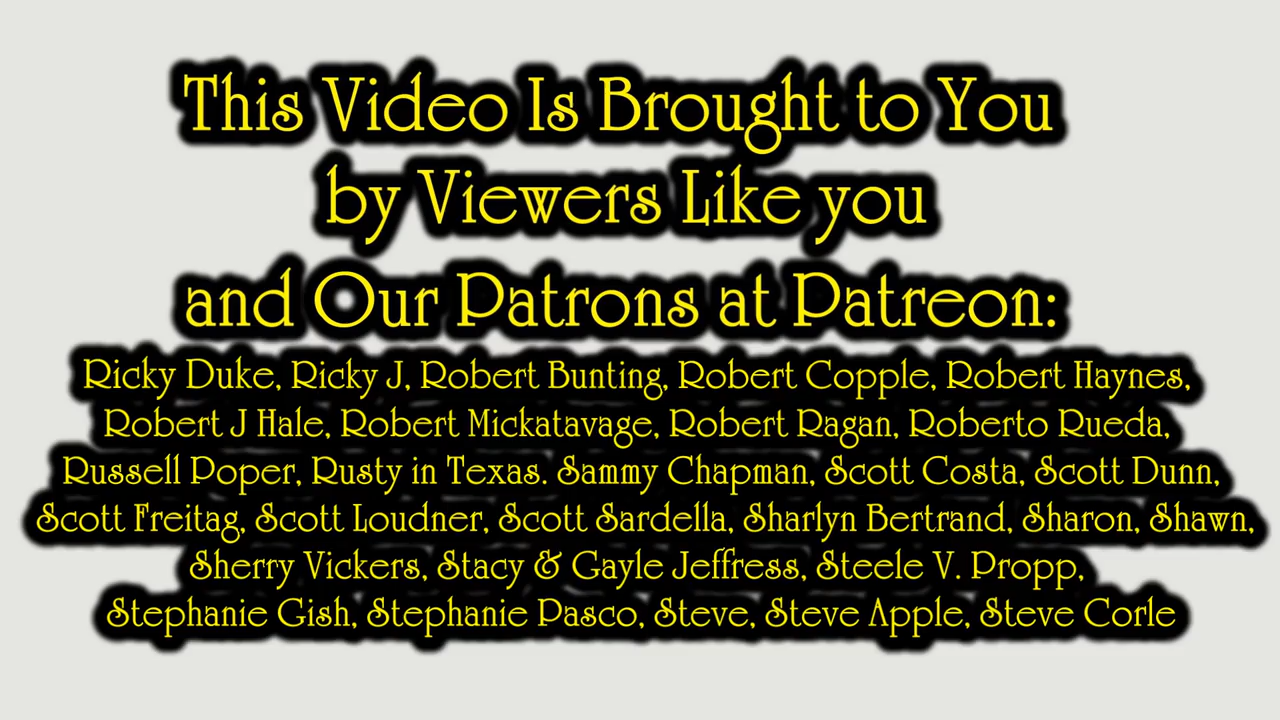 This Video Is Brought to You
by Viewers Like you
and Our Patrons at Patreon:
Ricky Duke, Ricky J, Robert Bunting, Robert Copple, Robert Haynes,
Robert J Hale, Robert Mickatavage, Robert Ragan, Roberto Rueda,
Russell Poper, Rusty in Texas. Sammy Chapman, Scott Costa, Scott Dunn,
Scott Freitag, Scott Loudner, Scott Sardella, Sharlyn Bertrand, Sharon, Shawn,
Sherry Vickers, Stacy & Gayle Jeffress, Steele V. Propp,
Stephanie Gish, Stephanie Pasco, Steve, Steve Apple, Steve Corle